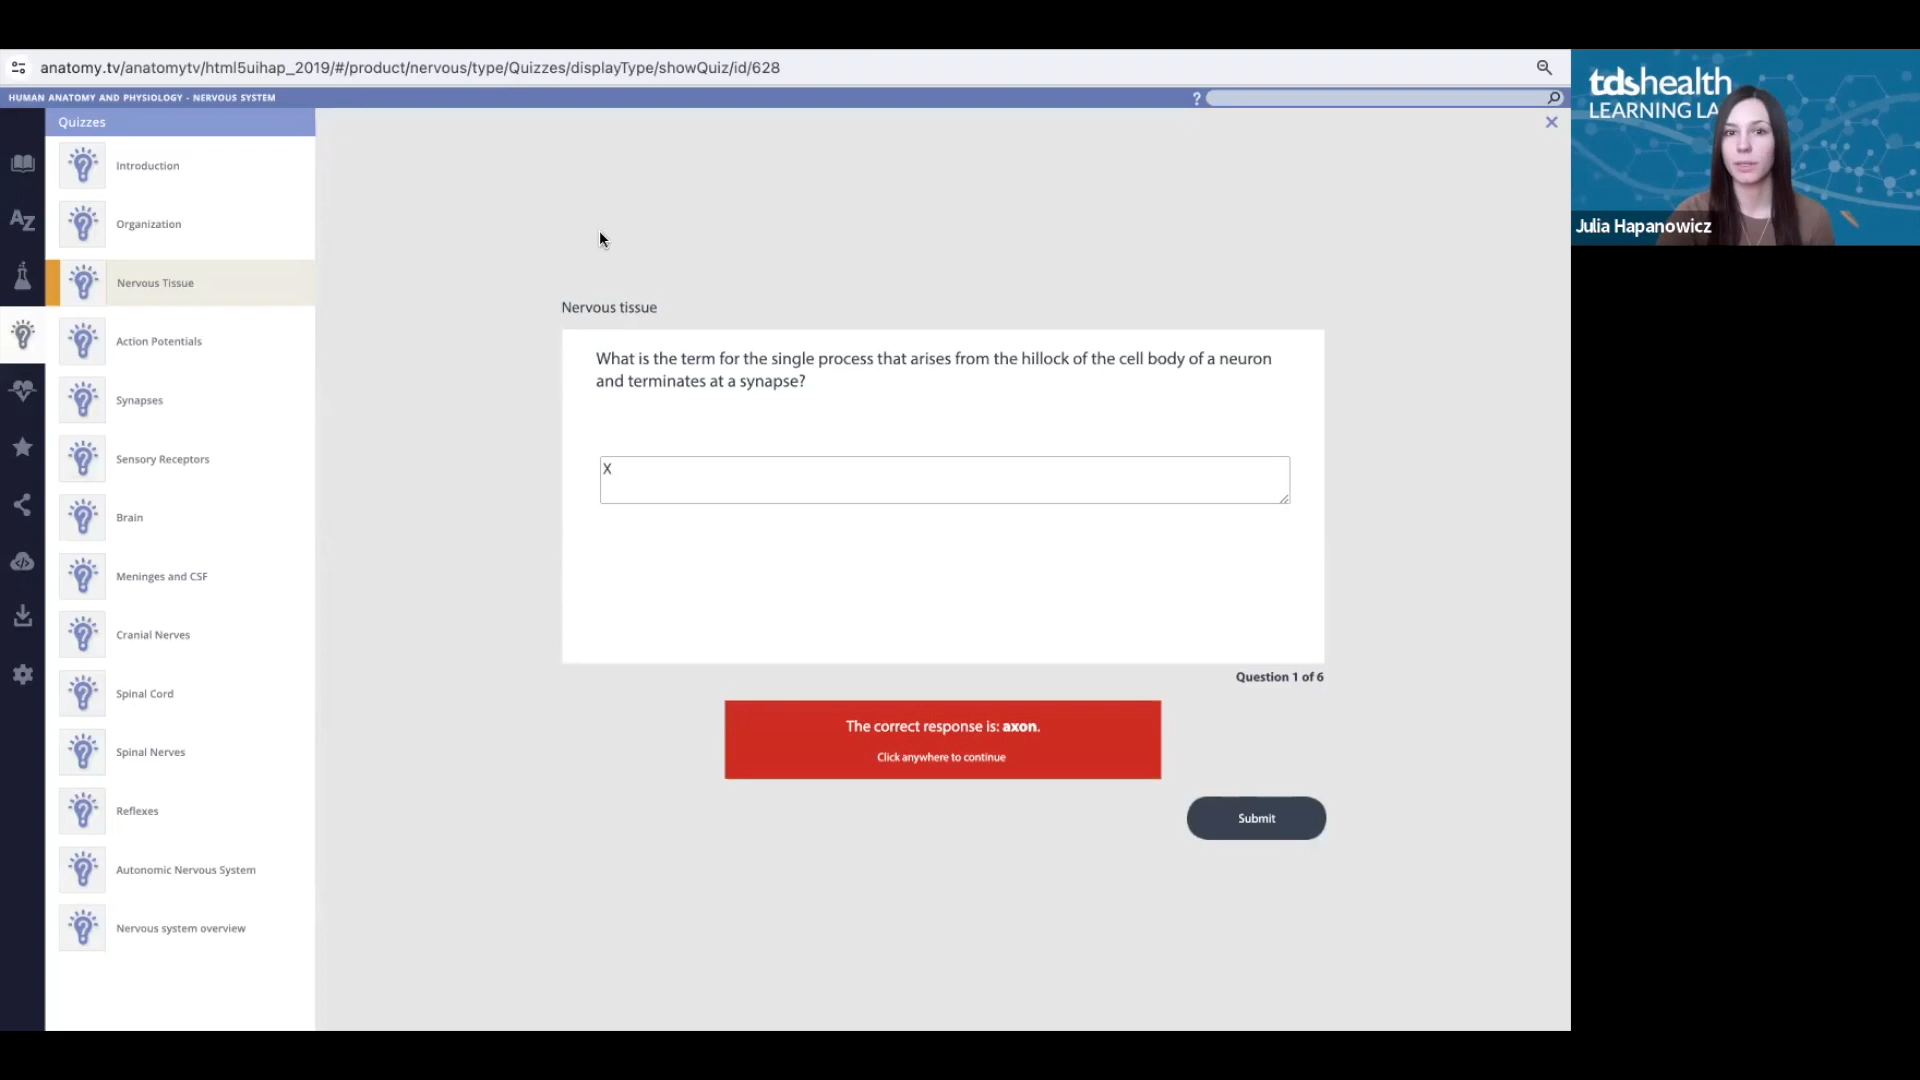 anatomy.tv/anatomytv/html5uihap_2019/#/product/nervous/type/Quizzes/displayType/showQuiz/id/628
HUMAN ANATOMY AND PHYSIOLOGY - NERVOUS SYSTEM
?
Quizzes
Introduction
Organization
Nervous Tissue
Action Potentials
Synapses
Sensory Receptors
Brain
Meninges and CSF
Cranial Nerves
Spinal Cord
Spinal Nerves
Reflexes
Autonomic Nervous System
Nervous system overview
AZ
Nervous tissue
What is the term for the single process that arises from the hillock of the cell body of a neuron
and terminates at a synapse?
X
Question 1 of 6
The correct response is: axon.
Click anywhere to continue
Submit
tdshealth
LEARNING LA
Julia Hapanowicz